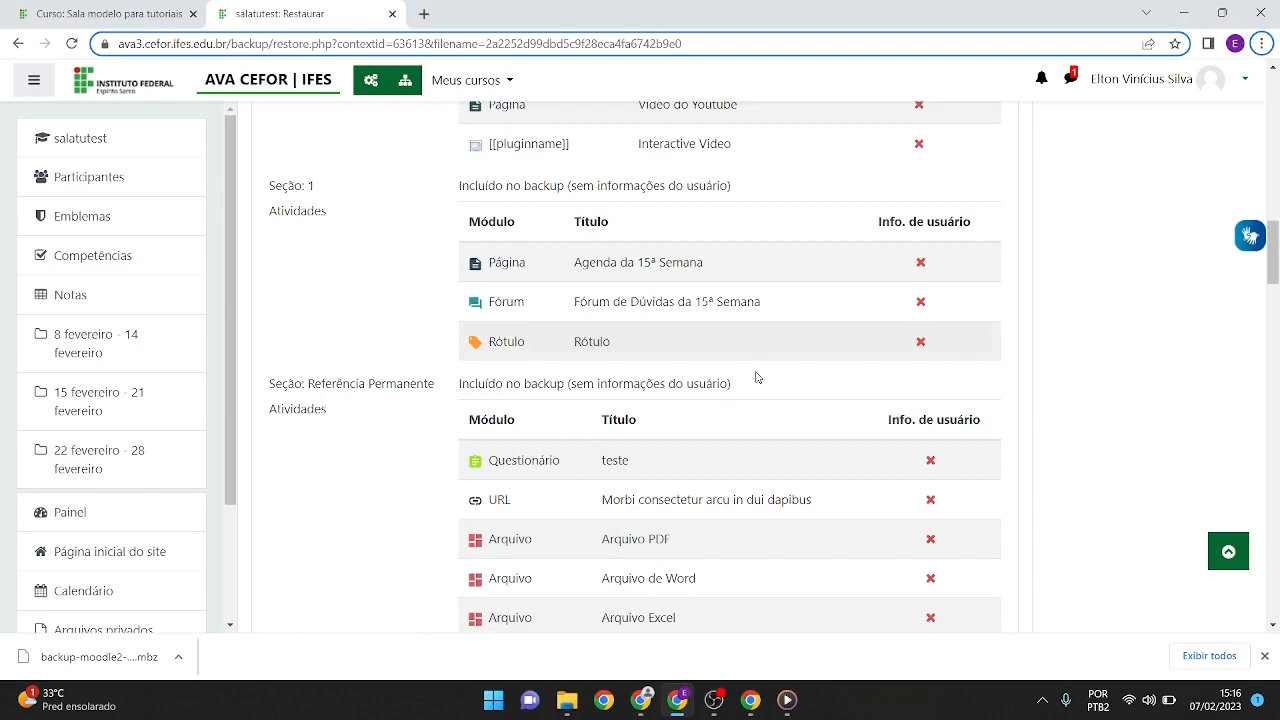 Curso: Sala modelo para tutoriais
salatutest: Restaurar
ava3.cefor.ifes.edu.br/backup/restore.php?contextid=63613&filename=2a2252d99dbd5c9f28eca4fa6742b9e0
E
INSTITUTO FEDERAL
Espírito Santo
AVA CEFOR | IFES
Meus cursos
1
Elton Vinícius Silva
salatutest
Participantes
Emblemas
Competências
Notas
8 fevereiro - 14
fevereiro
15 fevereiro - 21
fevereiro
22 fevereiro - 28
fevereiro
Painel
Página inicial do site
Calendário
Arquivos privados
Página Vídeo do Youtube
[[pluginname]] Interactive Video
Seção: 1 Incluído no backup (sem informações do usuário)
Atividades
Módulo Título Info. de usuário
Página Agenda da 15ª Semana
Fórum Fórum de Dúvidas da 15ª Semana
Rótulo Rótulo
Seção: Referência Permanente Incluído no backup (sem informações do usuário)
Atividades
Módulo Título Info. de usuário
Questionário teste
URL Morbi consectetur arcu in dui dapibus
Arquivo Arquivo PDF
Arquivo Arquivo de Word
Arquivo Arquivo Excel
backup-moodle2-....mbz
Exibir todos
1
33°C
Pred ensolarado
E
POR
PTB2
15:16
07/02/2023
1